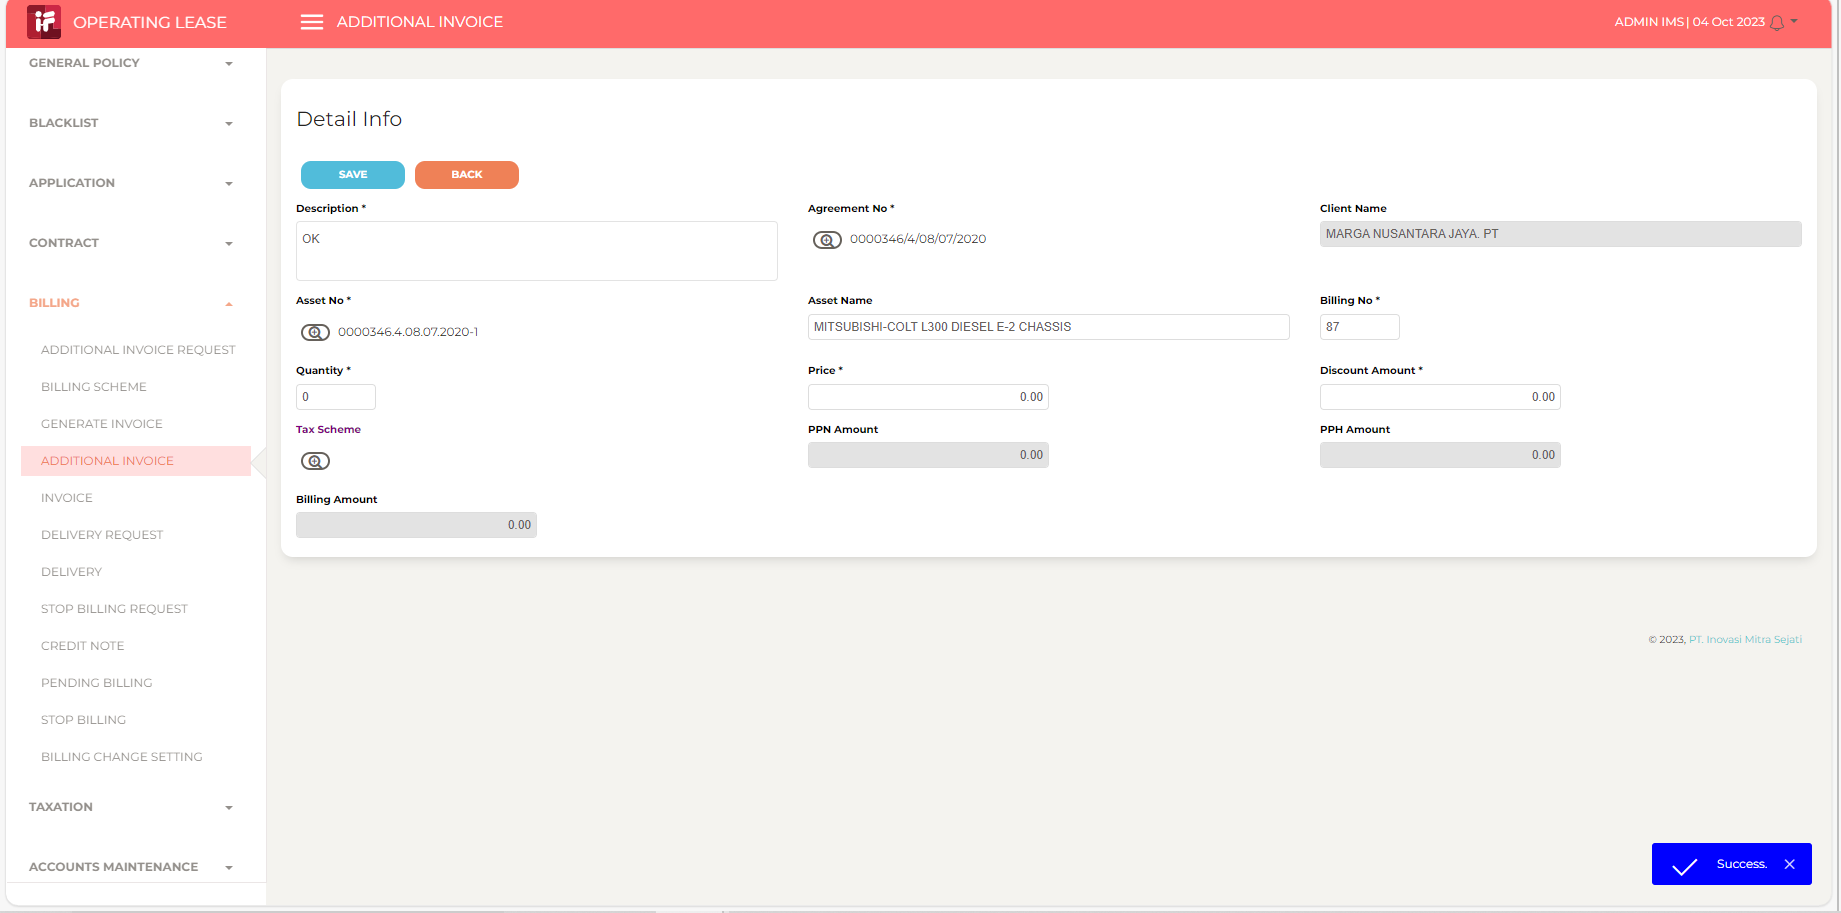 OPERATING LEASE
ADDITIONAL INVOICE
ADMIN IMS | 04 Oct 2023
GENERAL POLICY
BLACKLIST
APPLICATION
CONTRACT
BILLING
ADDITIONAL INVOICE REQUEST
BILLING SCHEME
GENERATE INVOICE
ADDITIONAL INVOICE
INVOICE
DELIVERY REQUEST
DELIVERY
STOP BILLING REQUEST
CREDIT NOTE
PENDING BILLING
STOP BILLING
BILLING CHANGE SETTING
TAXATION
ACCOUNTS MAINTENANCE
Detail Info
SAVE BACK
Description * Agreement No * Client Name
OK 0000346/4/08/07/2020 MARGA NUSANTARA JAYA. PT
Asset No * Asset Name Billing No *
0000346.4.08.07.2020-1 MITSUBISHI-COLT L300 DIESEL E-2 CHASSIS 87
Quantity * Price * Discount Amount *
0 0.00 0.00
Tax Scheme PPN Amount PPH Amount
0.00 0.00
Billing Amount
0.00
© 2023, PT. Inovasi Mitra Sejati
Success.